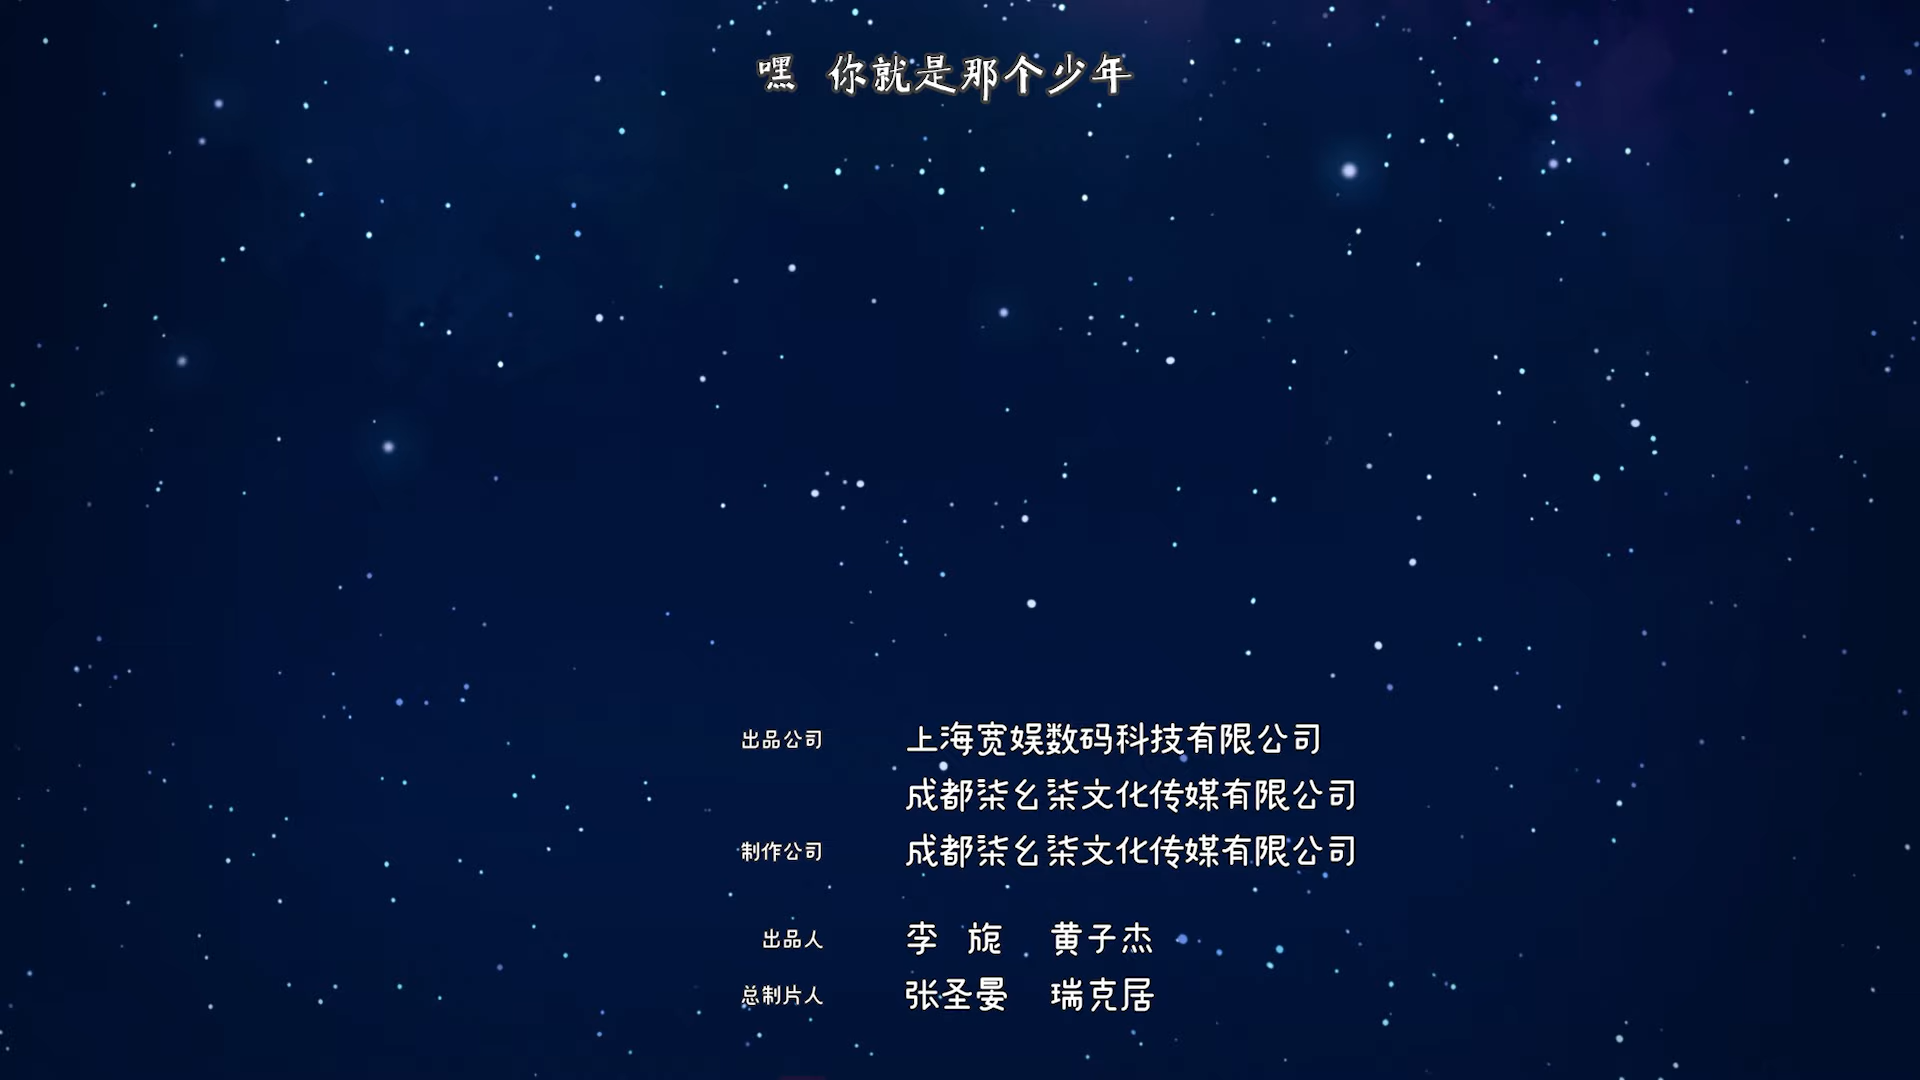 嘿 你就是那个少年
出品公司 上海宽娱数码科技有限公司
成都柒幺柒文化传媒有限公司
制作公司 成都柒幺柒文化传媒有限公司
出品人 李旎 黄子杰
总制片人 张圣晏 瑞克居